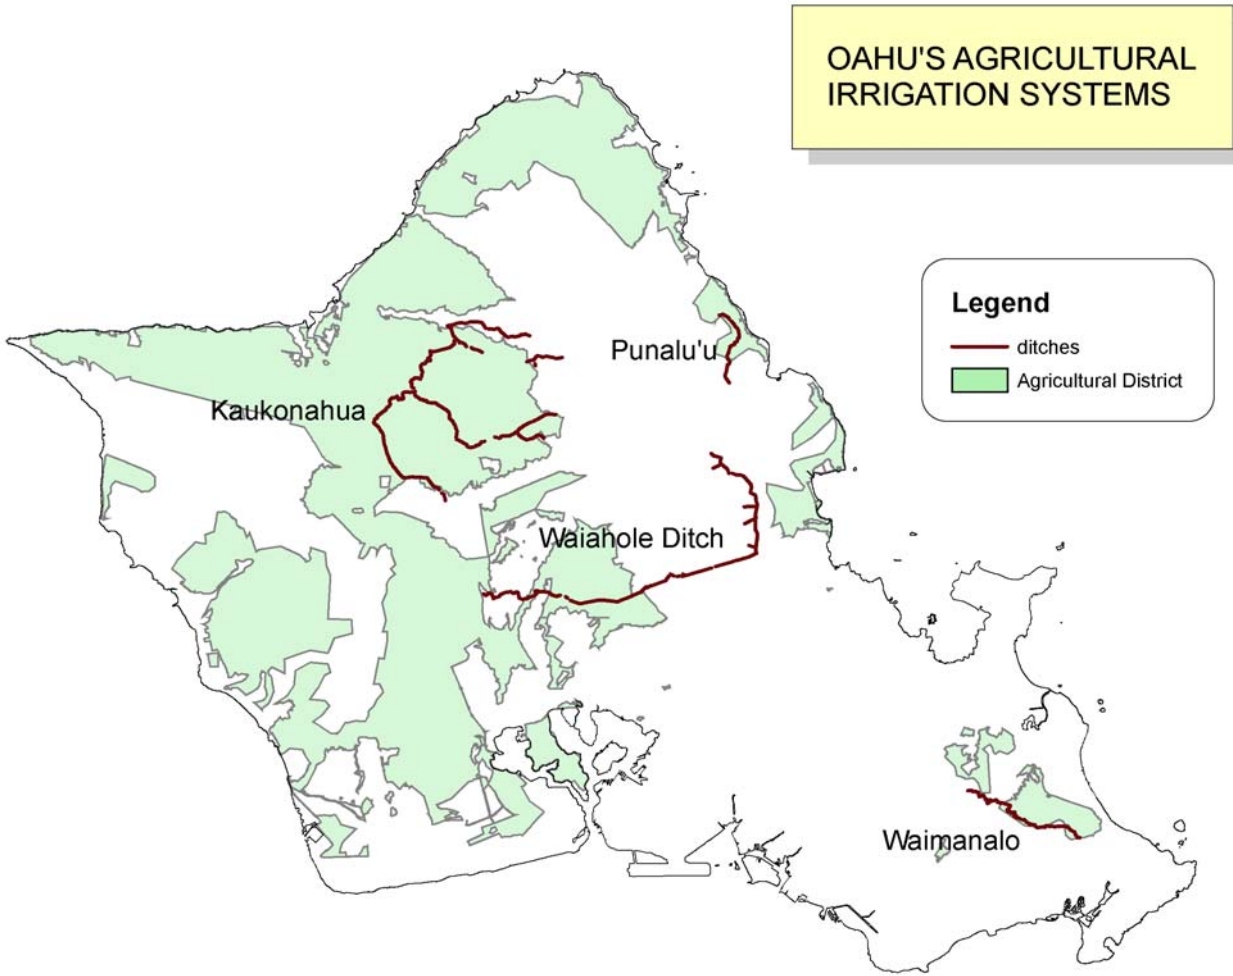 OAHU'S AGRICULTURAL
IRRIGATION SYSTEMS
Legend
ditches
Agricultural District
Punalu'u
Kaukonahua
Waiahole Ditch
Waimanalo